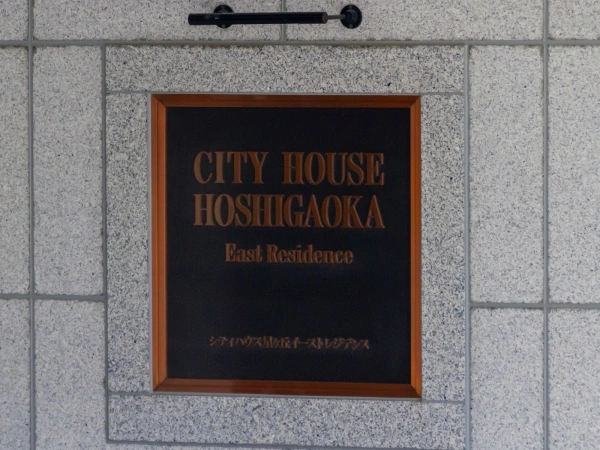 CITY HOUSE
HOSHIGAOKA
East Residence
シティハウス星ヶ丘イーストレジデンス